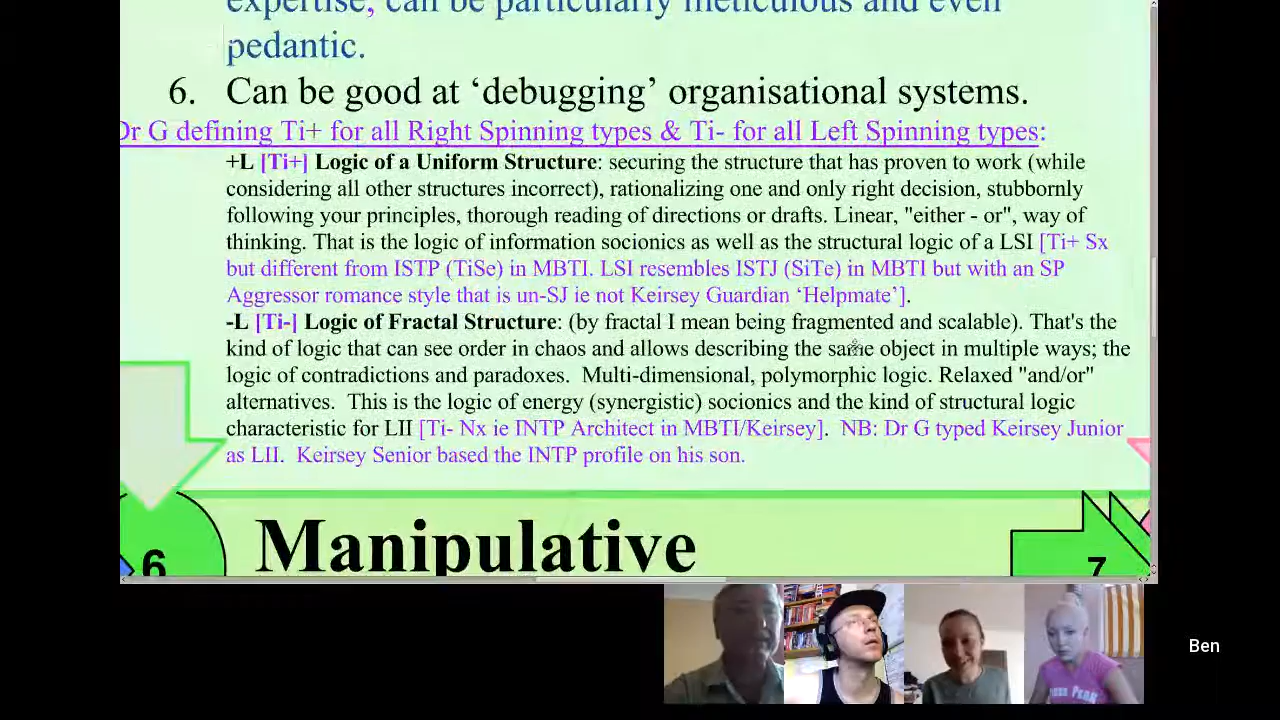 expertise, can be particularly meticulous and even
pedantic.
6. Can be good at ‘debugging’ organisational systems.
Dr G defining Ti+ for all Right Spinning types & Ti- for all Left Spinning types:
+L [Ti+] Logic of a Uniform Structure: securing the structure that has proven to work (while
considering all other structures incorrect), rationalizing one and only right decision, stubbornly
following your principles, thorough reading of directions or drafts. Linear, "either - or", way of
thinking. That is the logic of information socionics as well as the structural logic of a LSI [Ti+ Sx
but different from ISTP (TiSe) in MBTI. LSI resembles ISTJ (SiTe) in MBTI but with an SP
Aggressor romance style that is un-SJ ie not Keirsey Guardian ‘Helpmate’].
-L [Ti-] Logic of Fractal Structure: (by fractal I mean being fragmented and scalable). That's the
kind of logic that can see order in chaos and allows describing the same object in multiple ways; the
logic of contradictions and paradoxes. Multi-dimensional, polymorphic logic. Relaxed "and/or"
alternatives. This is the logic of energy (synergistic) socionics and the kind of structural logic
characteristic for LII [Ti- Nx ie INTP Architect in MBTI/Keirsey]. NB: Dr G typed Keirsey Junior
as LII. Keirsey Senior based the INTP profile on his son.
6
Manipulative
7
Ben